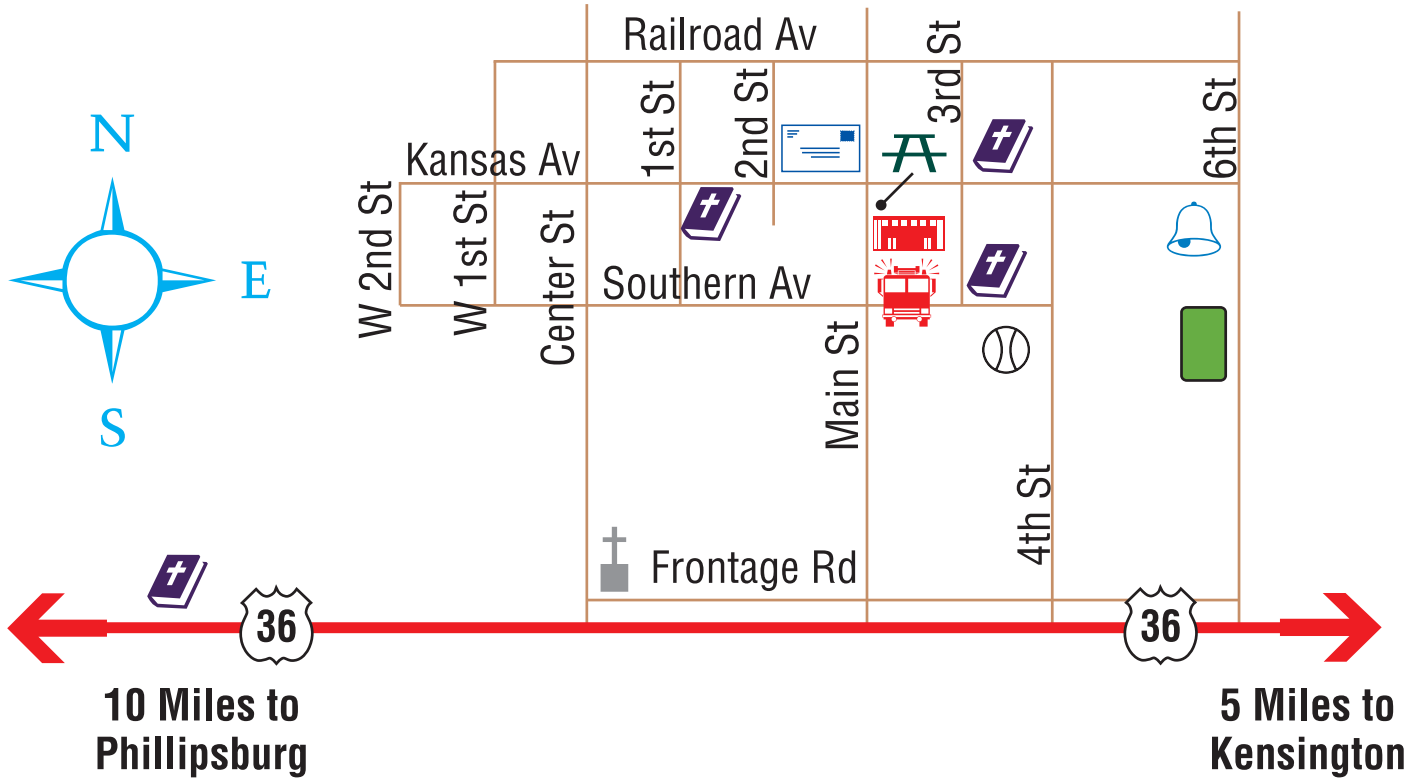 Railroad Av
3rd St
1st St
2nd St
6th St
N
Kansas Av
W 2nd St
W 1st St
Center St
E
Southern Av
S
Main St
4th St
Frontage Rd
36
36
10 Miles to
Phillipsburg
5 Miles to
Kensington